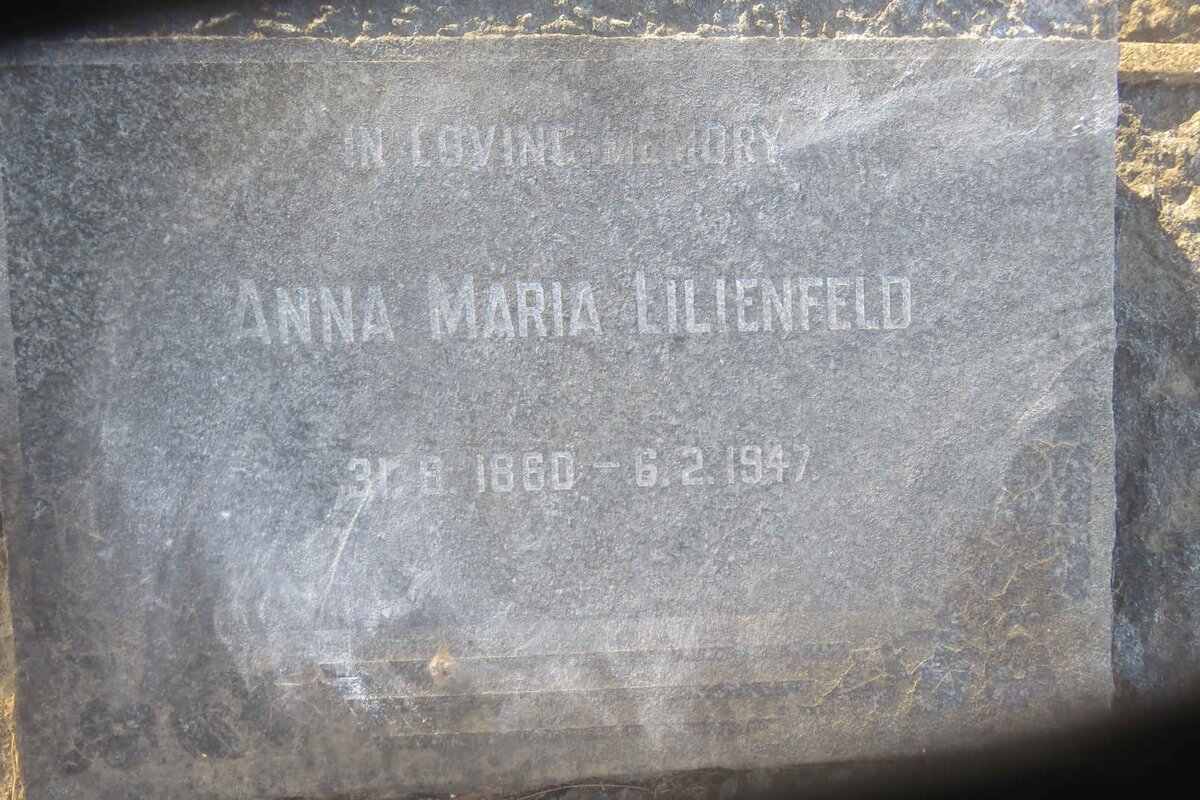 IN LOVING MEMORY
ANNA MARIA LILIENFELD
31.8.1860 - 6.2.1947